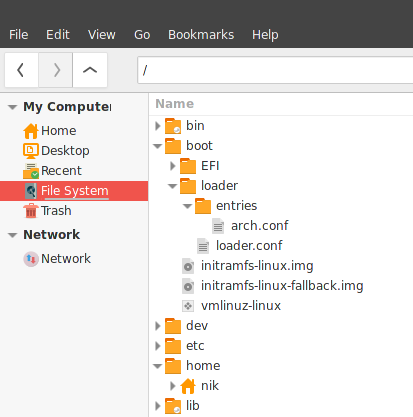 File Edit View Go Bookmarks Help
/
My Computer
Home
Desktop
Recent
File System
Trash
Network
Network
Name
bin
boot
EFI
loader
entries
arch.conf
loader.conf
initramfs-linux.img
initramfs-linux-fallback.img
vmlinuz-linux
dev
etc
home
nik
lib